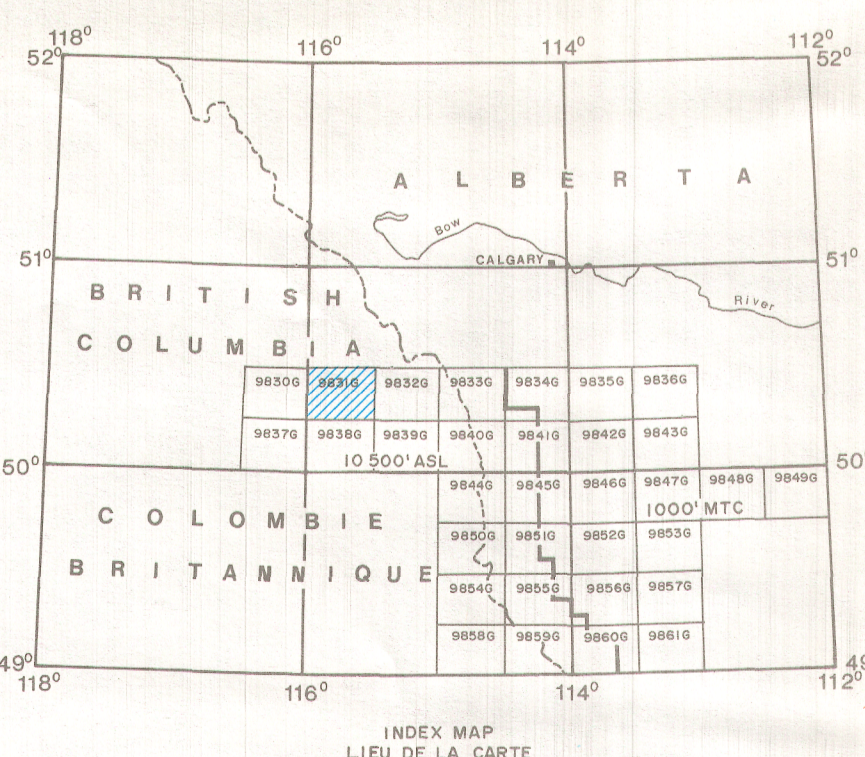 118° 116° 114° 112°
52° 52°
A L B E R T A
Bow
51° CALGARY 51°
B R I T I S H River
C O L U M B I A
9830G 9831G 9832G 9833G 9834G 9835G 9836G
9837G 9838G 9839G 9840G 9841G 9842G 9843G
10 500' ASL
50° 50
9844G 9845G 9846G 9847G 9848G 9849G
1000' MTC
C O L O M B I E
9850G 9851G 9852G 9853G
B R I T A N N I Q U E
9854G 9855G 9856G 9857G
9858G 9859G 9860G 9861G
49° 49
118° 116° 114° 112°
INDEX MAP
LIEU DE LA CARTE